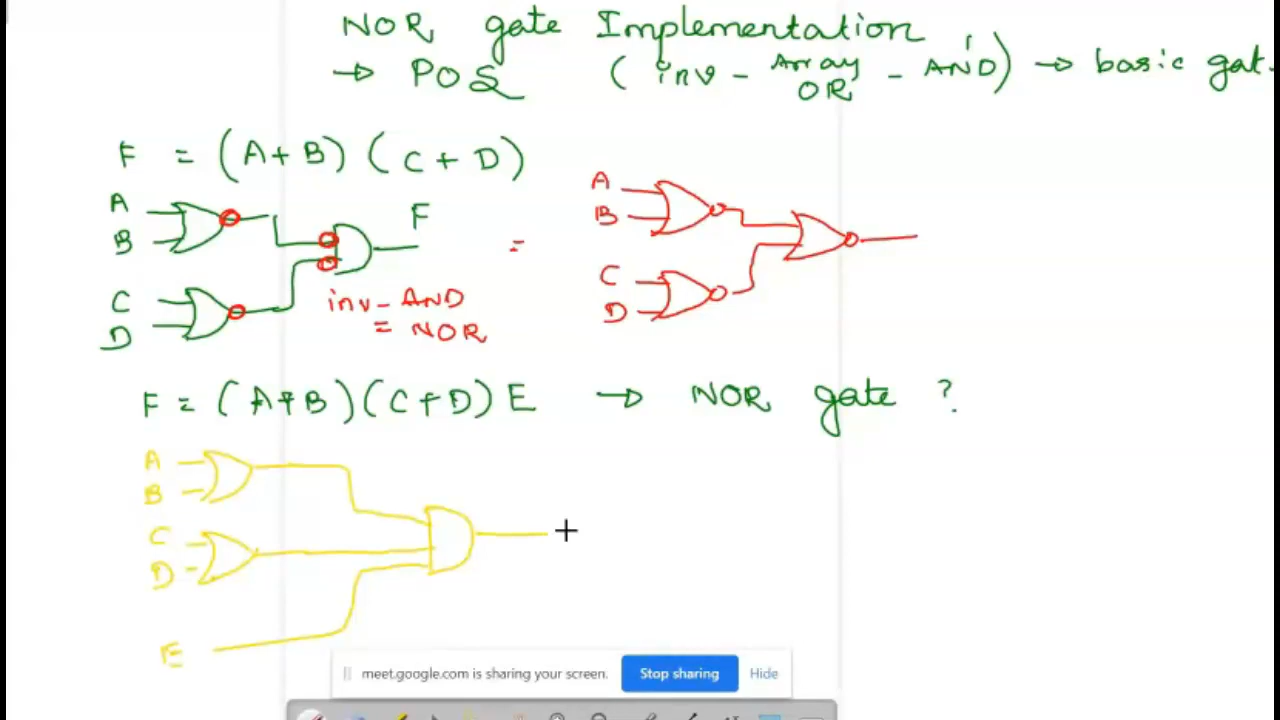 NOR gate Implementation
→ POS ( inv - Array OR - AND) → basic gat.
F = (A+B) (C+D)
A
B
F
C
D
inv - AND
= NOR
=
A
B
C
D
F = (A+B)(C+D) E → NOR gate ?
A
B
C
D
E
meet.google.com is sharing your screen. Stop sharing Hide